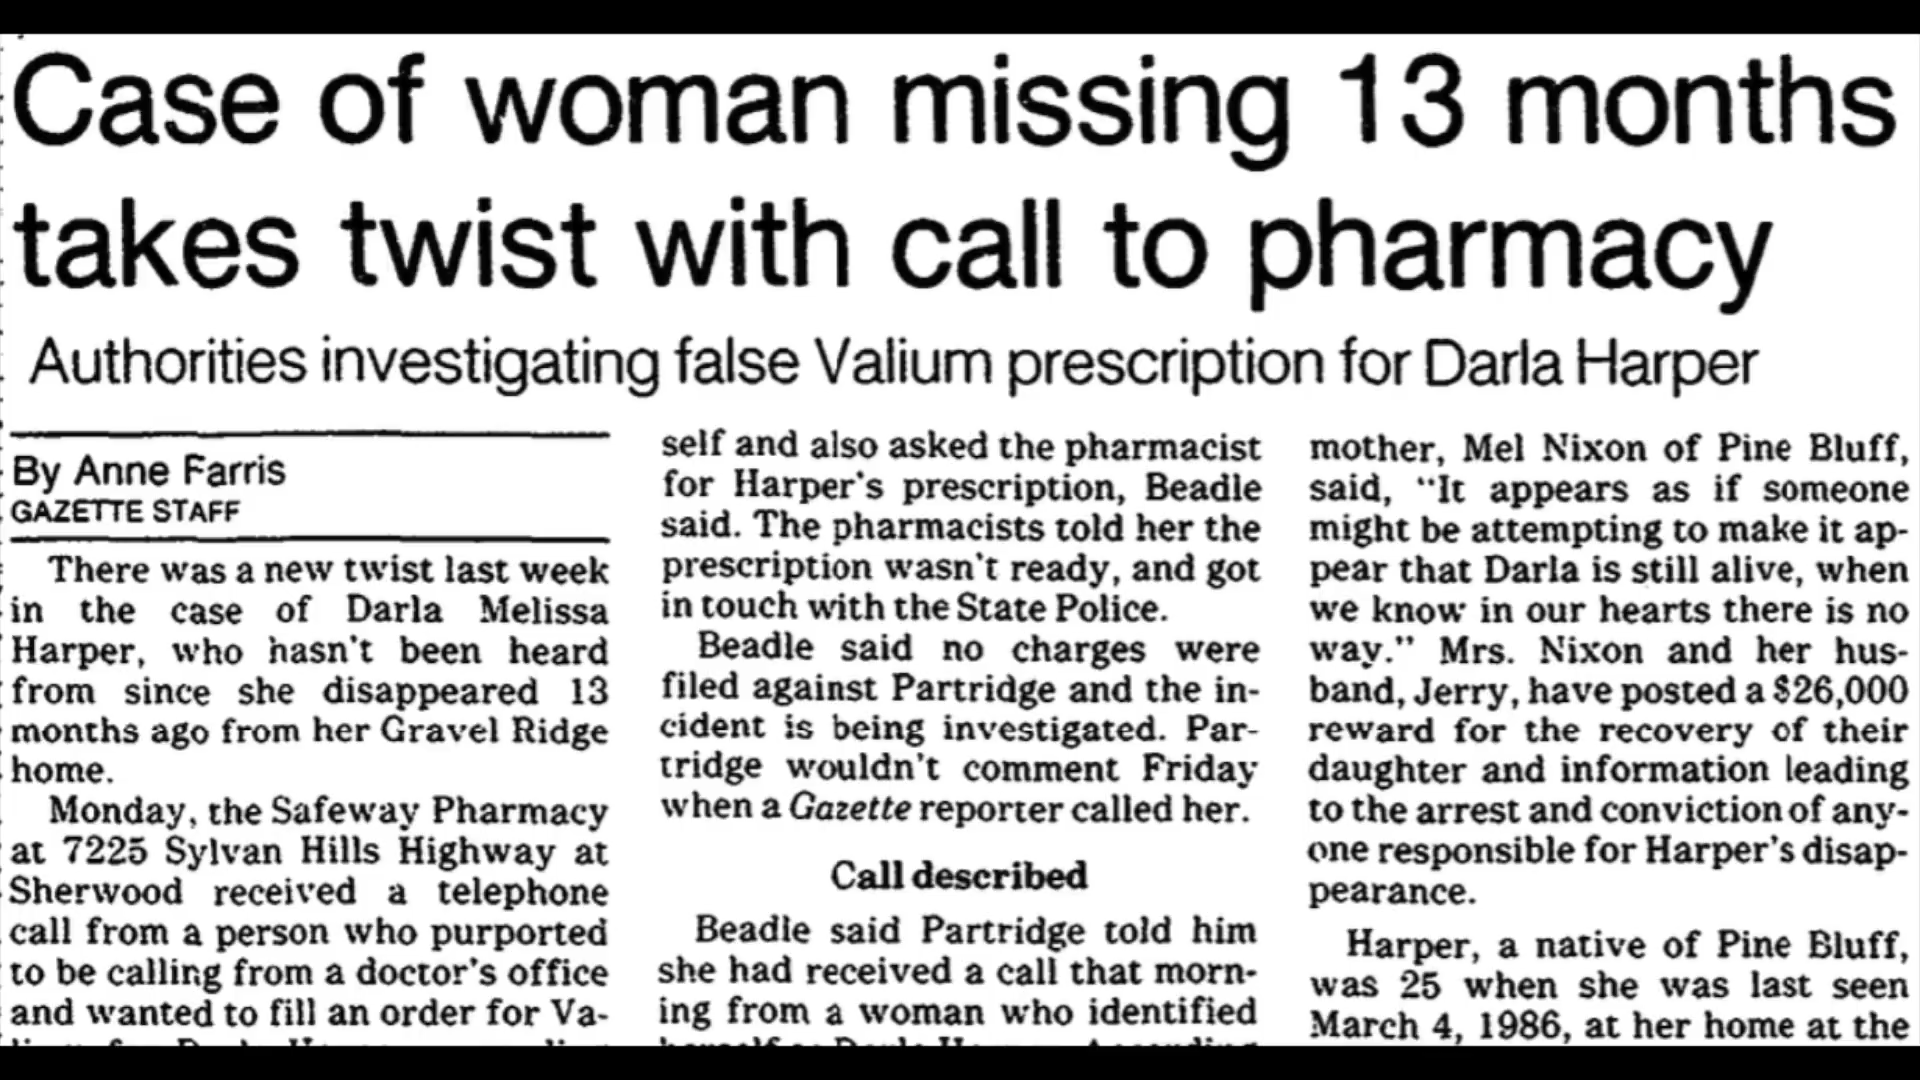 Case of woman missing 13 months
takes twist with call to pharmacy
Authorities investigating false Valium prescription for Darla Harper
By Anne Farris
GAZETTE STAFF
There was a new twist last week
in the case of Darla Melissa
Harper, who hasn't been heard
from since she disappeared 13
months ago from her Gravel Ridge
home.
Monday, the Safeway Pharmacy
at 7225 Sylvan Hills Highway at
Sherwood received a telephone
call from a person who purported
to be calling from a doctor's office
and wanted to fill an order for Va-
self and also asked the pharmacist
for Harper's prescription, Beadle
said. The pharmacists told her the
prescription wasn't ready, and got
in touch with the State Police.
Beadle said no charges were
filed against Partridge and the in-
cident is being investigated. Par-
tridge wouldn't comment Friday
when a Gazette reporter called her.
Call described
Beadle said Partridge told him
she had received a call that morn-
ing from a woman who identified
mother, Mel Nixon of Pine Bluff,
said, "It appears as if someone
might be attempting to make it ap-
pear that Darla is still alive, when
we know in our hearts there is no
way." Mrs. Nixon and her hus-
band, Jerry, have posted a $26,000
reward for the recovery of their
daughter and information leading
to the arrest and conviction of any-
one responsible for Harper's disap-
pearance.
Harper, a native of Pine Bluff,
was 25 when she was last seen
March 4, 1986, at her home at the